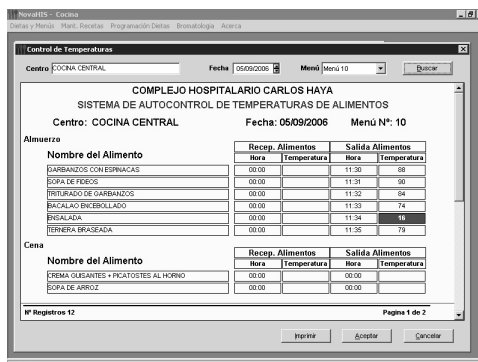 NovaHIS - Cocina
Dietas y Menús Mant. Recetas Programación Dietas Bromatologia Acerca
Control de Temperaturas
Centro COCINA CENTRAL Fecha 05/09/2006 Menú Menú 10 Buscar
COMPLEJO HOSPITALARIO CARLOS HAYA
SISTEMA DE AUTOCONTROL DE TEMPERATURAS DE ALIMENTOS
Centro: COCINA CENTRAL Fecha: 05/09/2006 Menú Nº: 10
Almuerzo
Recep. Alimentos Salida Alimentos
Nombre del Alimento Hora Temperatura Hora Temperatura
GARBANZOS CON ESPINACAS 00:00 11:30 88
SOPA DE FIDEOS 00:00 11:31 90
TRITURADO DE GARBANZOS 00:00 11:32 84
BACALAO ENCEBOLLADO 00:00 11:33 74
ENSALADA 00:00 11:34 16
TERNERA BRASEADA 00:00 11:35 79
Cena
Recep. Alimentos Salida Alimentos
Nombre del Alimento Hora Temperatura Hora Temperatura
CREMA GUISANTES + PICATOSTES AL HORNO 00:00 00:00
SOPA DE ARROZ 00:00 00:00
Nº Registros 12 Pagina 1 de 2
Imprimir Aceptar Cancelar